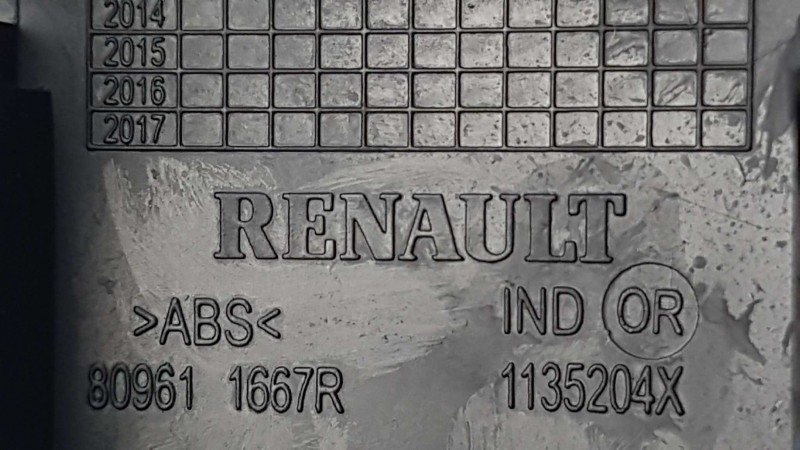 2014
2015
2016
2017
RENAULT
>ABS<
IND OR
80961 1667R
1135204X